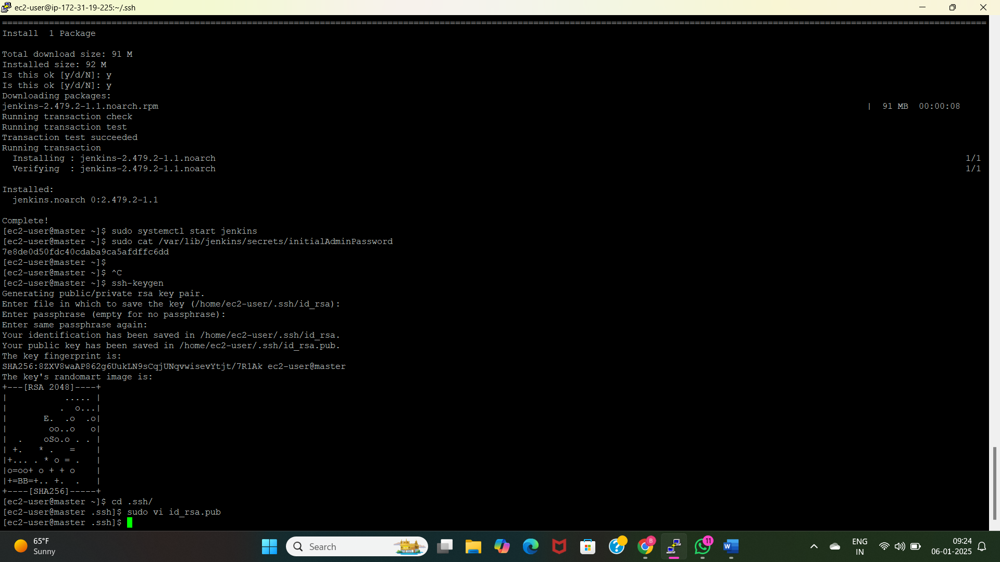 ec2-user@ip-172-31-19-225:~/.ssh
================================================================================
Install  1 Package
Total download size: 91 M
Installed size: 92 M
Is this ok [y/d/N]: y
Is this ok [y/d/N]: y
Downloading packages:
jenkins-2.479.2-1.1.noarch.rpm | 91 MB 00:00:08
Running transaction check
Running transaction test
Transaction test succeeded
Running transaction
  Installing : jenkins-2.479.2-1.1.noarch 1/1
  Verifying  : jenkins-2.479.2-1.1.noarch 1/1
Installed:
  jenkins.noarch 0:2.479.2-1.1
Complete!
[ec2-user@master ~]$ sudo systemctl start jenkins
[ec2-user@master ~]$ sudo cat /var/lib/jenkins/secrets/initialAdminPassword
7e8de0d50fdc40cdaba9ca5afdffc6dd
[ec2-user@master ~]$
[ec2-user@master ~]$ ^C
[ec2-user@master ~]$ ssh-keygen
Generating public/private rsa key pair.
Enter file in which to save the key (/home/ec2-user/.ssh/id_rsa):
Enter passphrase (empty for no passphrase):
Enter same passphrase again:
Your identification has been saved in /home/ec2-user/.ssh/id_rsa.
Your public key has been saved in /home/ec2-user/.ssh/id_rsa.pub.
The key fingerprint is:
SHA256:8ZXV8waAP862g6UukLN9sCqjUNqvwisevYtjt/7R1Ak ec2-user@master
The key's randomart image is:
+---[RSA 2048]----+
|           ..... |
|          .  o...|
|       E.  .o  .o|
|        oo..o   o|
|  .    oSo.o . . |
| +.   * .   =    |
|+... . * o = .   |
|o=oo+ o + + o    |
|+=BB=+.. +.  .   |
+----[SHA256]-----+
[ec2-user@master ~]$ cd .ssh/
[ec2-user@master .ssh]$ sudo vi id_rsa.pub
[ec2-user@master .ssh]$
65°F
Sunny
Search
B
11
W
ENG
IN
09:24
06-01-2025